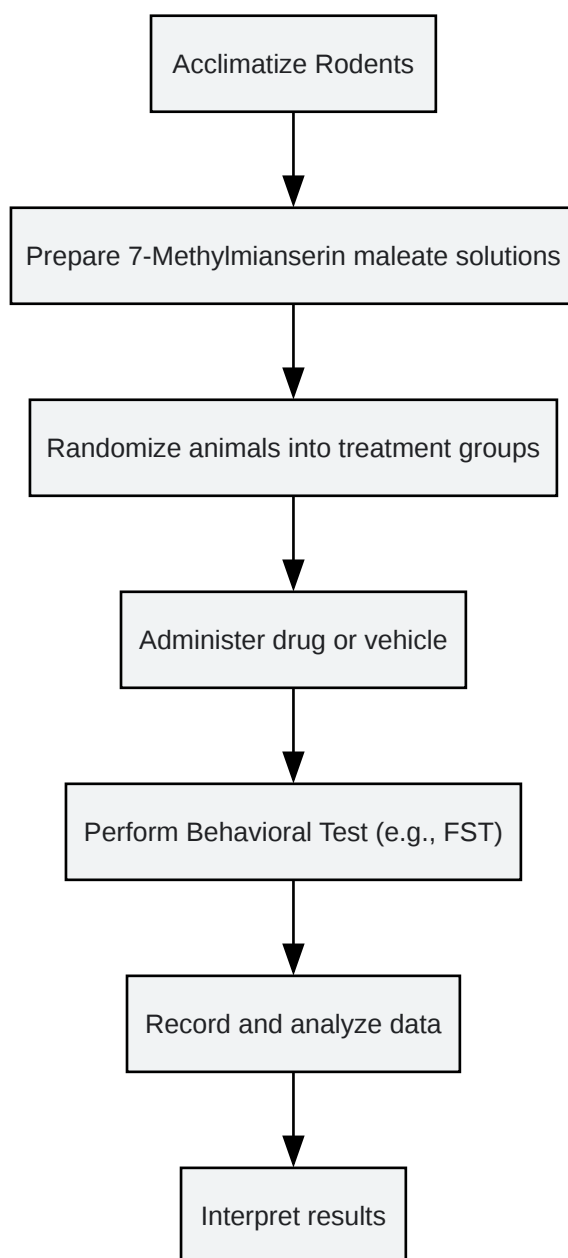 Acclimatize Rodents
Prepare 7-Methylmianserin maleate solutions
Randomize animals into treatment groups
Administer drug or vehicle
Perform Behavioral Test (e.g., FST)
Record and analyze data
Interpret results